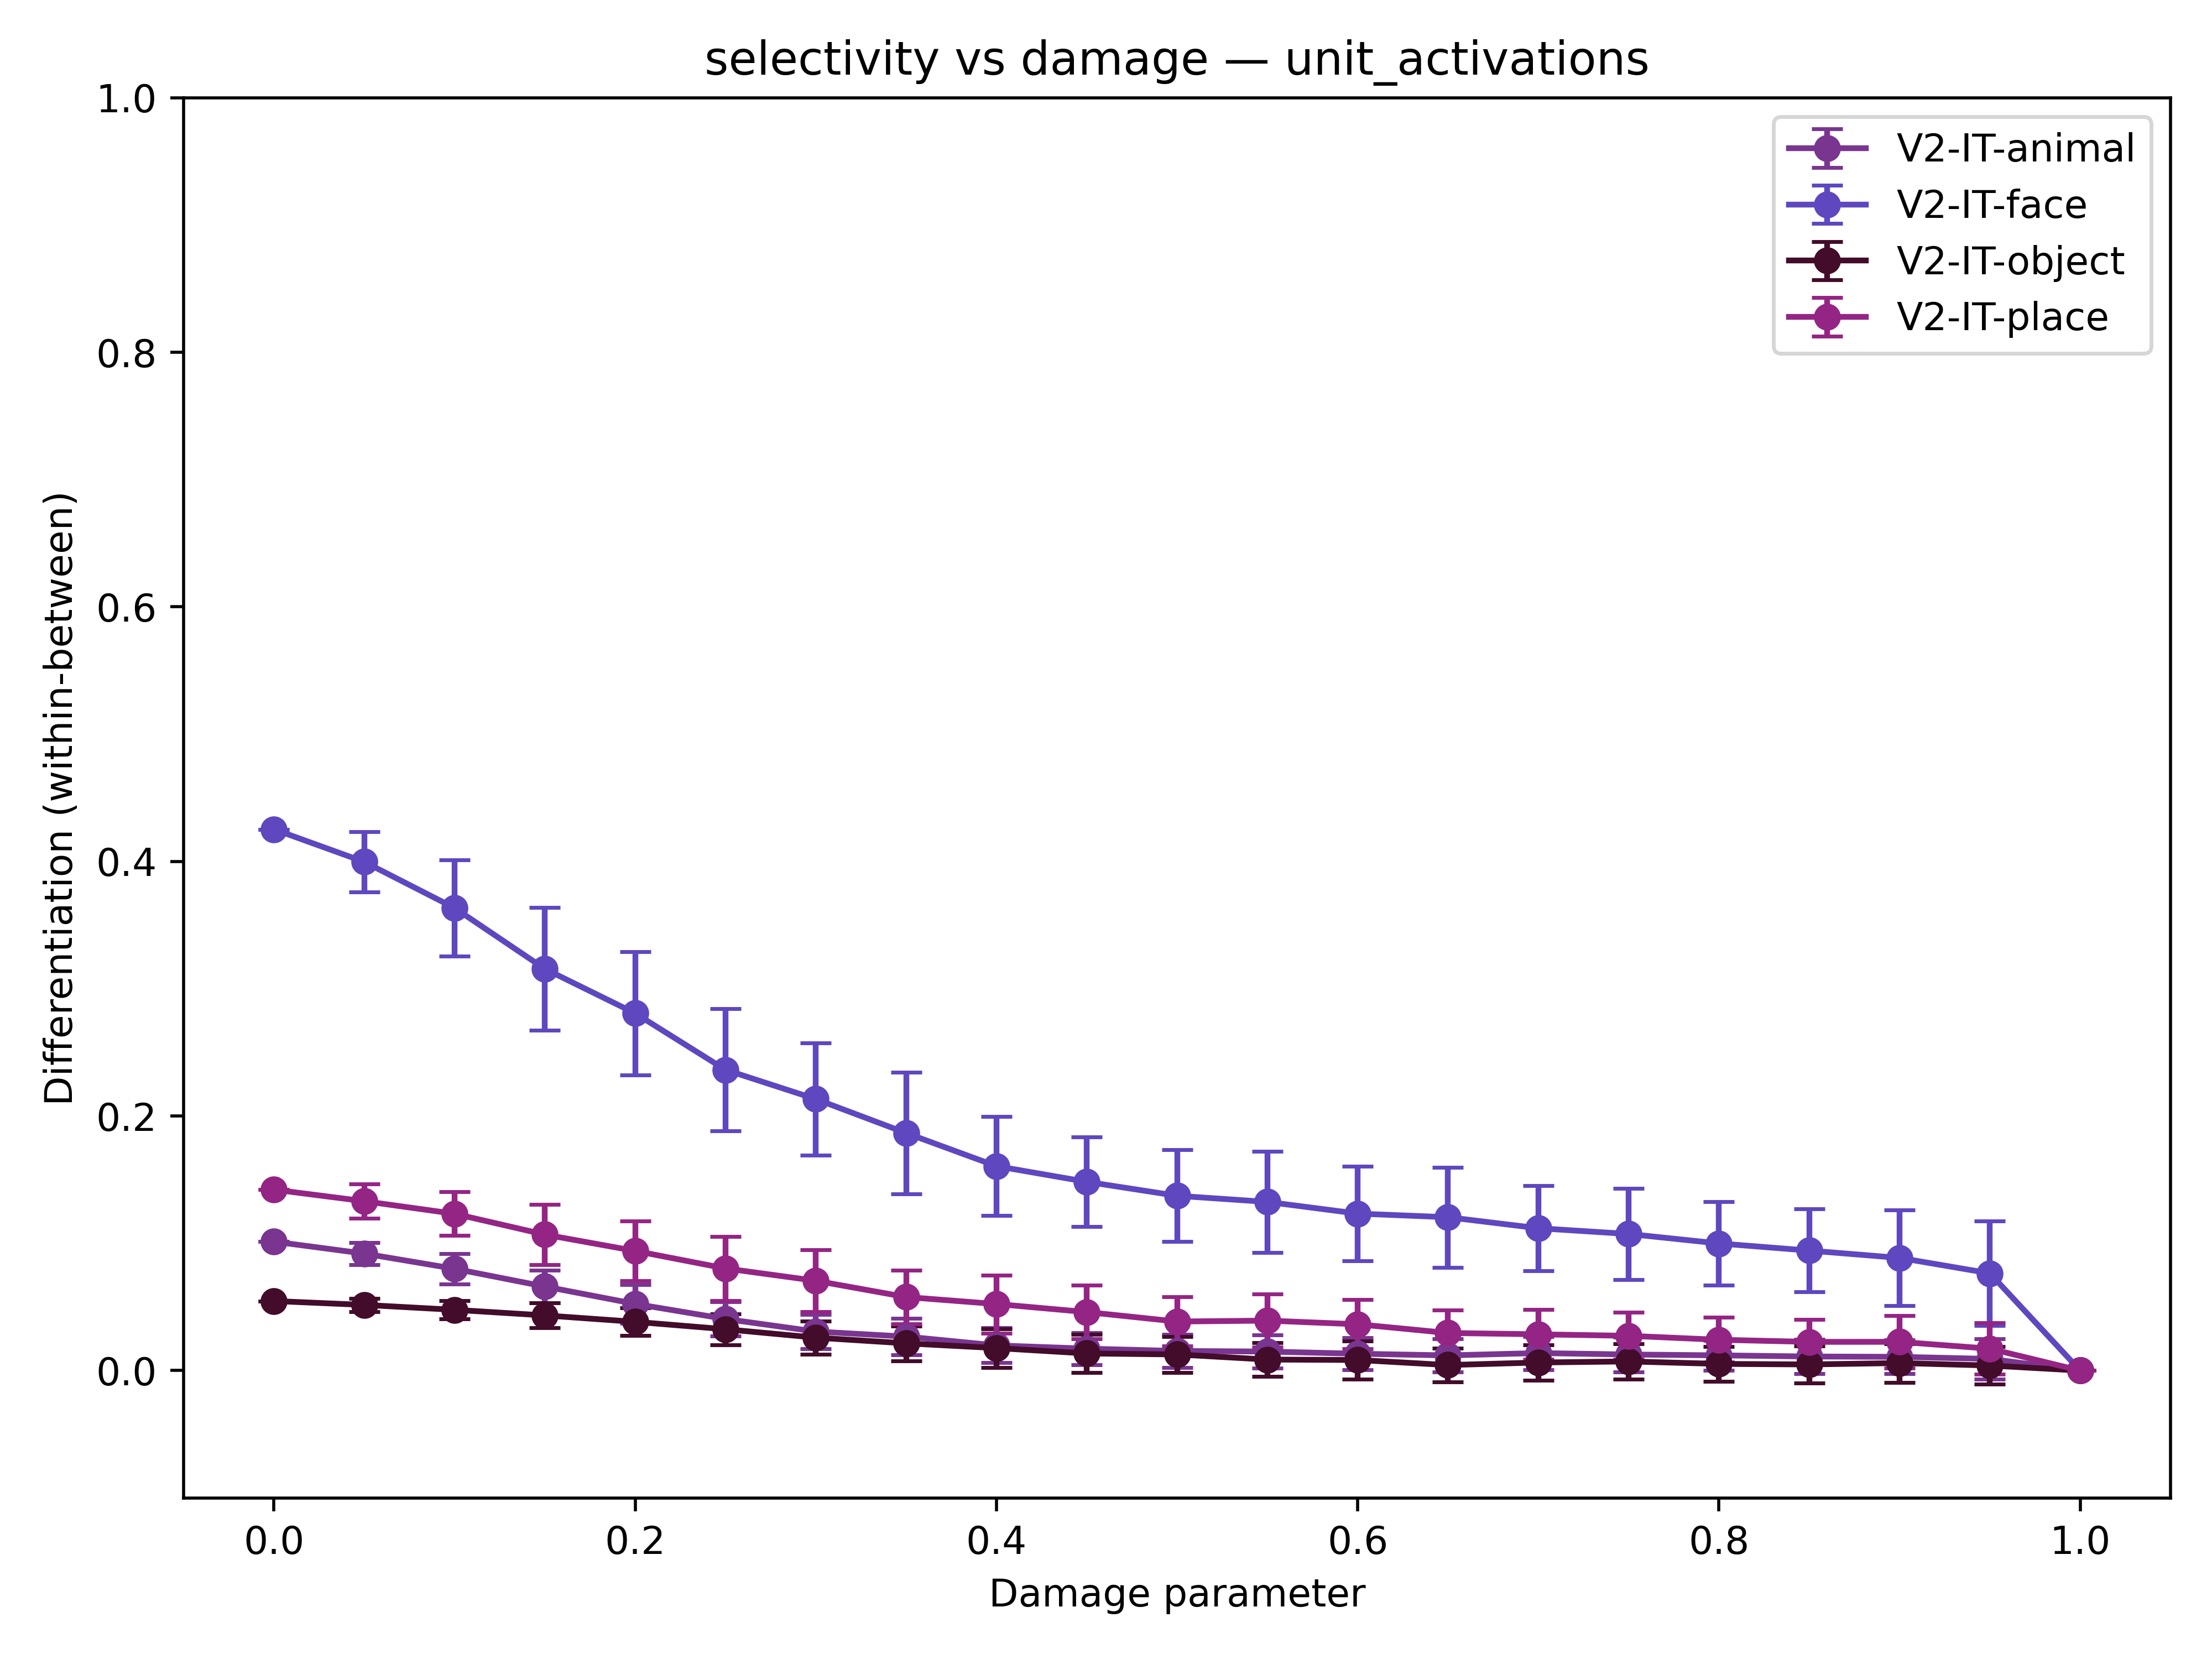 selectivity vs damage — unit_activations
1.0
0.8
0.6
0.4
0.2
0.0
Differentiation (within-between)
V2-IT-animal
V2-IT-face
V2-IT-object
V2-IT-place
0.0 0.2 0.4 0.6 0.8 1.0
Damage parameter